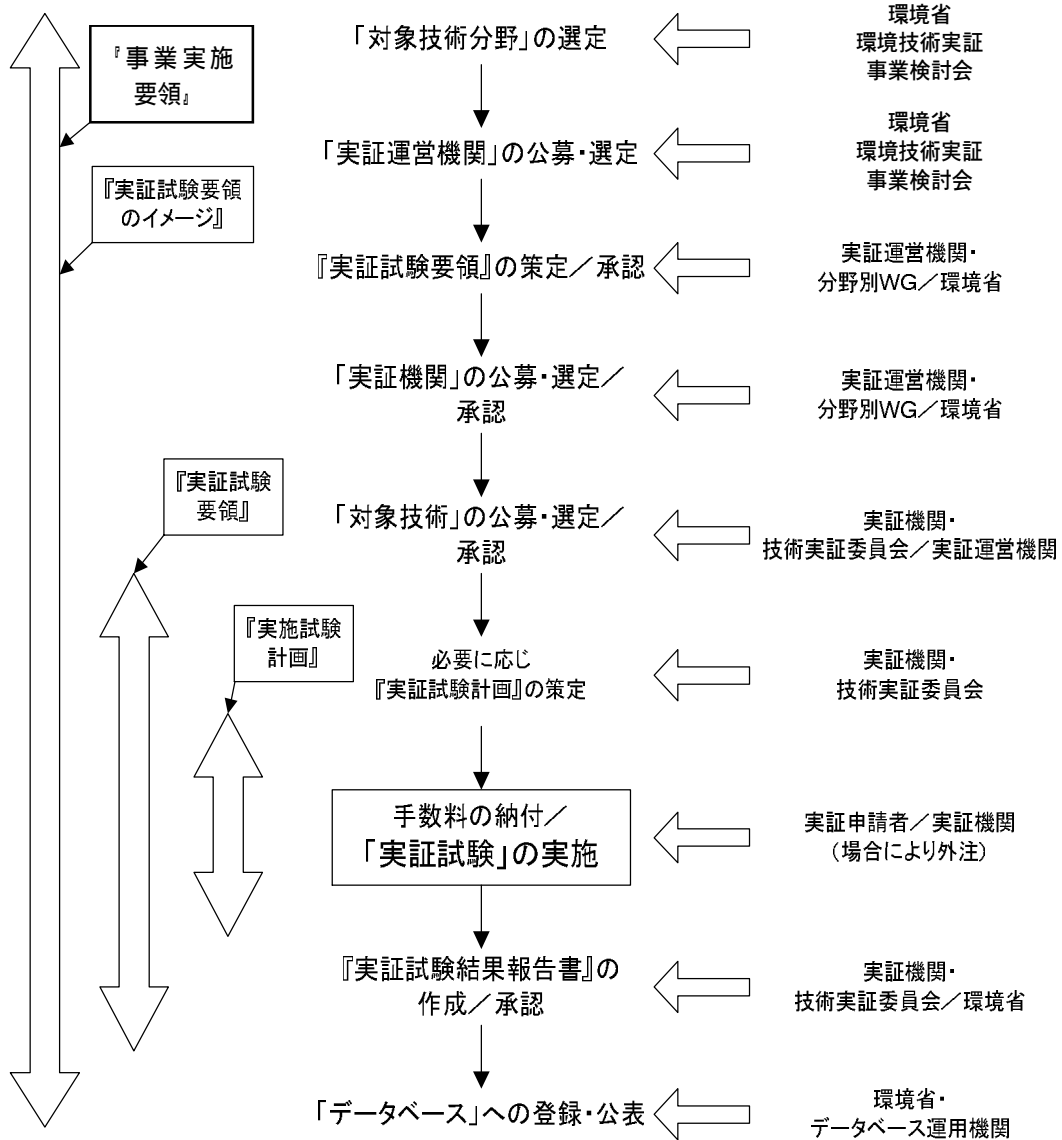 『事業実施
要領』
『実証試験要領
のイメージ』
『実証試験
要領』
『実施試験
計画』
「対象技術分野」の選定
環境省
環境技術実証
事業検討会
「実証運営機関」の公募・選定
環境省
環境技術実証
事業検討会
『実証試験要領』の策定／承認
実証運営機関・
分野別WG／環境省
「実証機関」の公募・選定／
承認
実証運営機関・
分野別WG／環境省
「対象技術」の公募・選定／
承認
実証機関・
技術実証委員会／実証運営機関
必要に応じ
『実証試験計画』の策定
実証機関・
技術実証委員会
手数料の納付／
「実証試験」の実施
実証申請者／実証機関
（場合により外注）
『実証試験結果報告書』の
作成／承認
実証機関・
技術実証委員会／環境省
「データベース」への登録・公表
環境省・
データベース運用機関